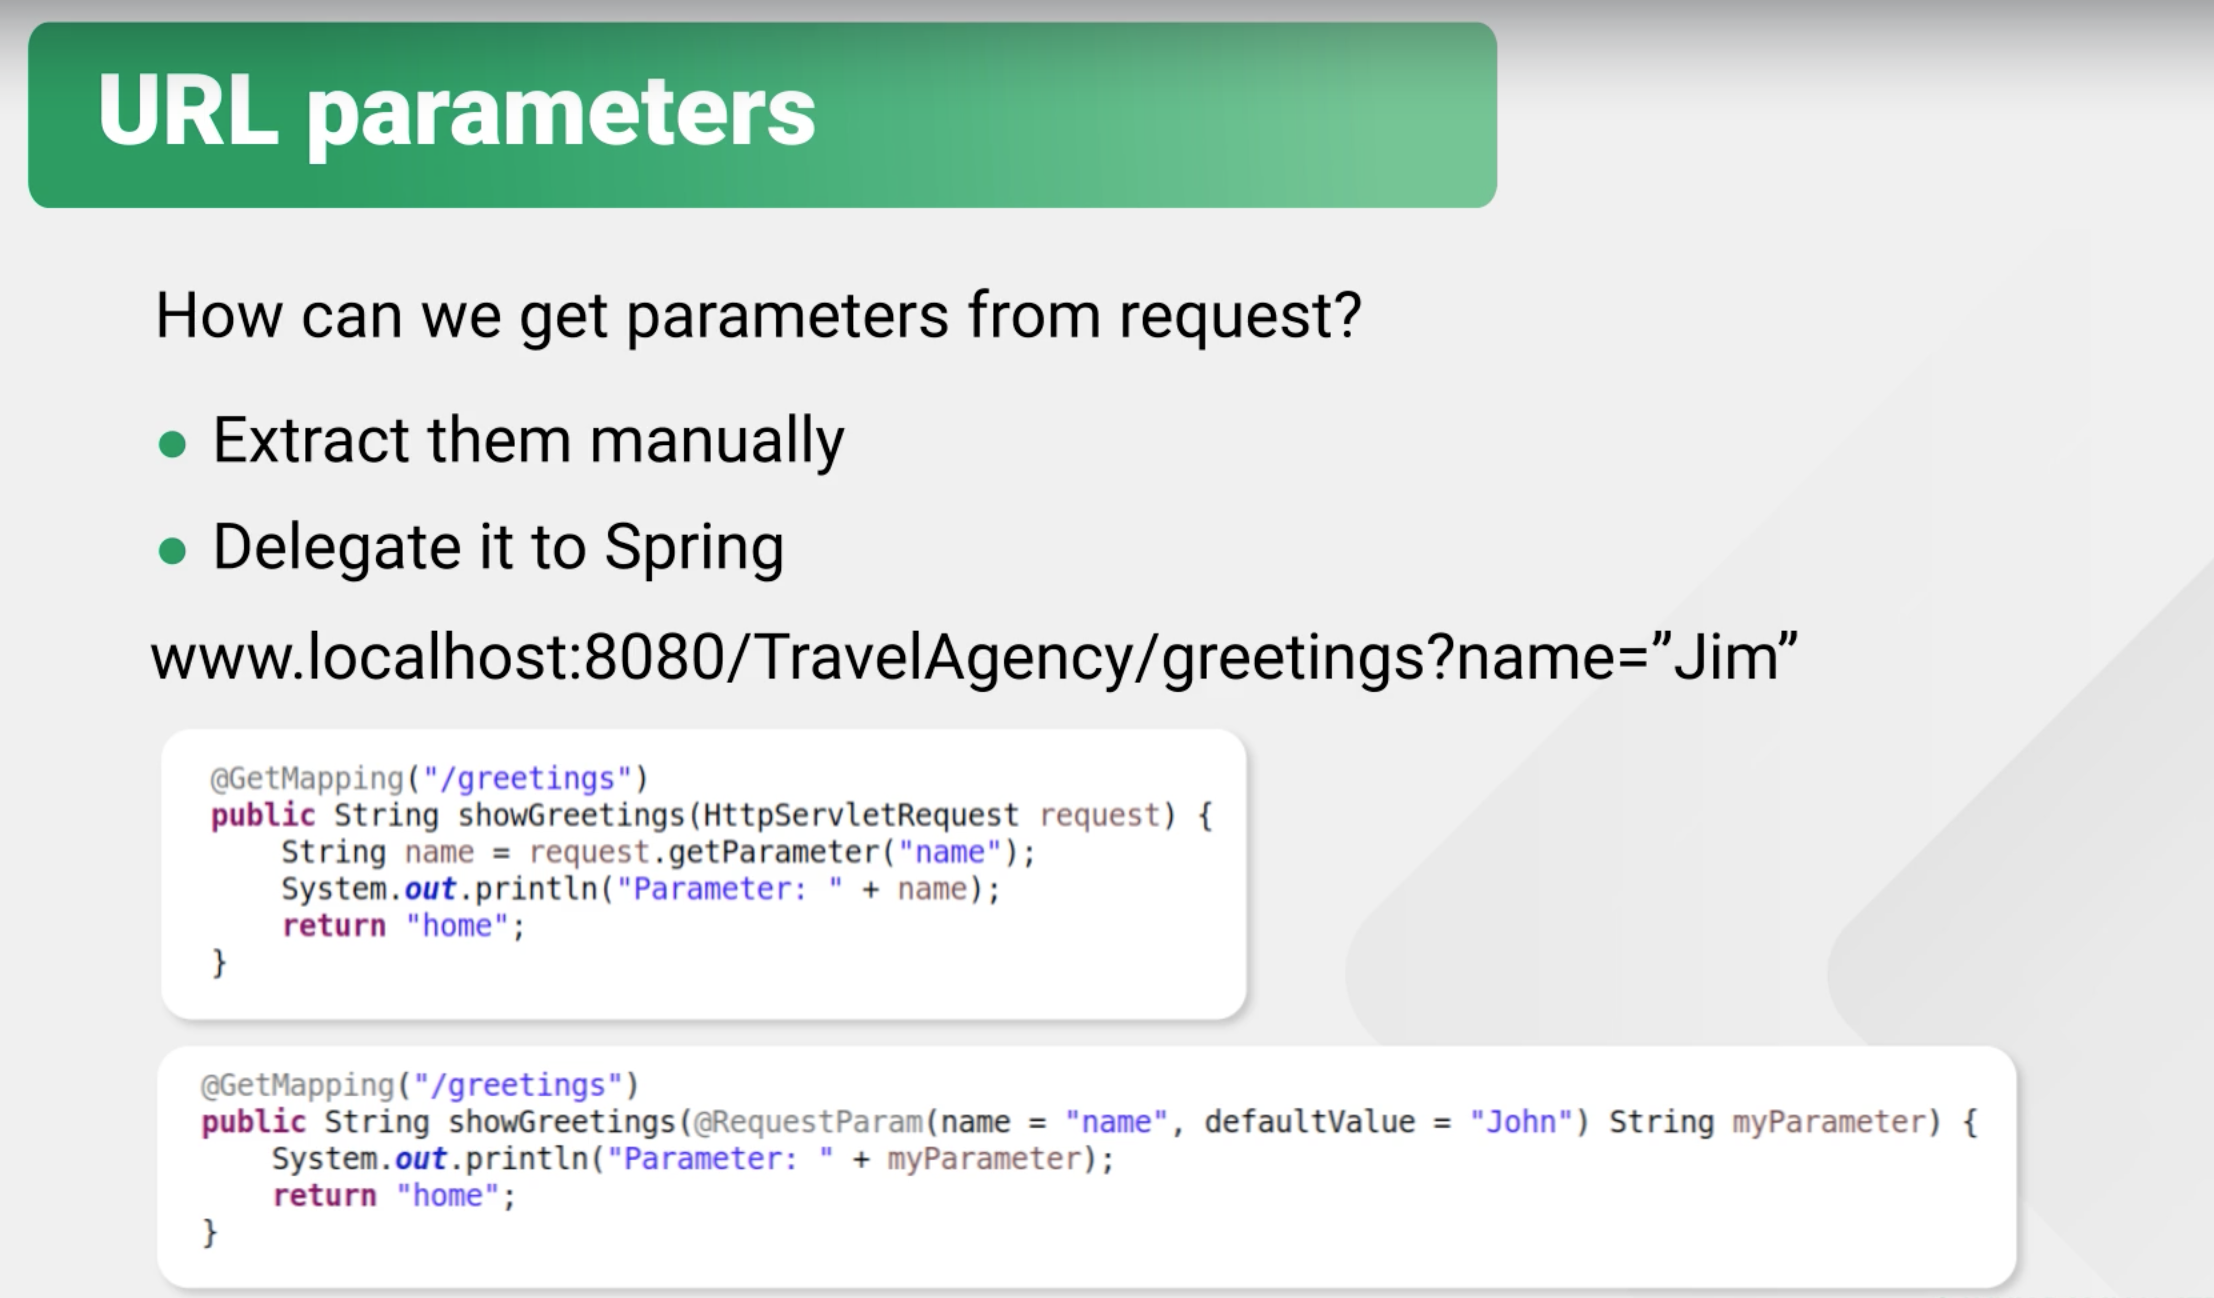 URL parameters
How can we get parameters from request?
● Extract them manually
● Delegate it to Spring
www.localhost:8080/TravelAgency/greetings?name=”Jim”
@GetMapping("/greetings")
public String showGreetings(HttpServletRequest request) {
    String name = request.getParameter("name");
    System.out.println("Parameter: " + name);
    return "home";
}
@GetMapping("/greetings")
public String showGreetings(@RequestParam(name = "name", defaultValue = "John") String myParameter) {
    System.out.println("Parameter: " + myParameter);
    return "home";
}